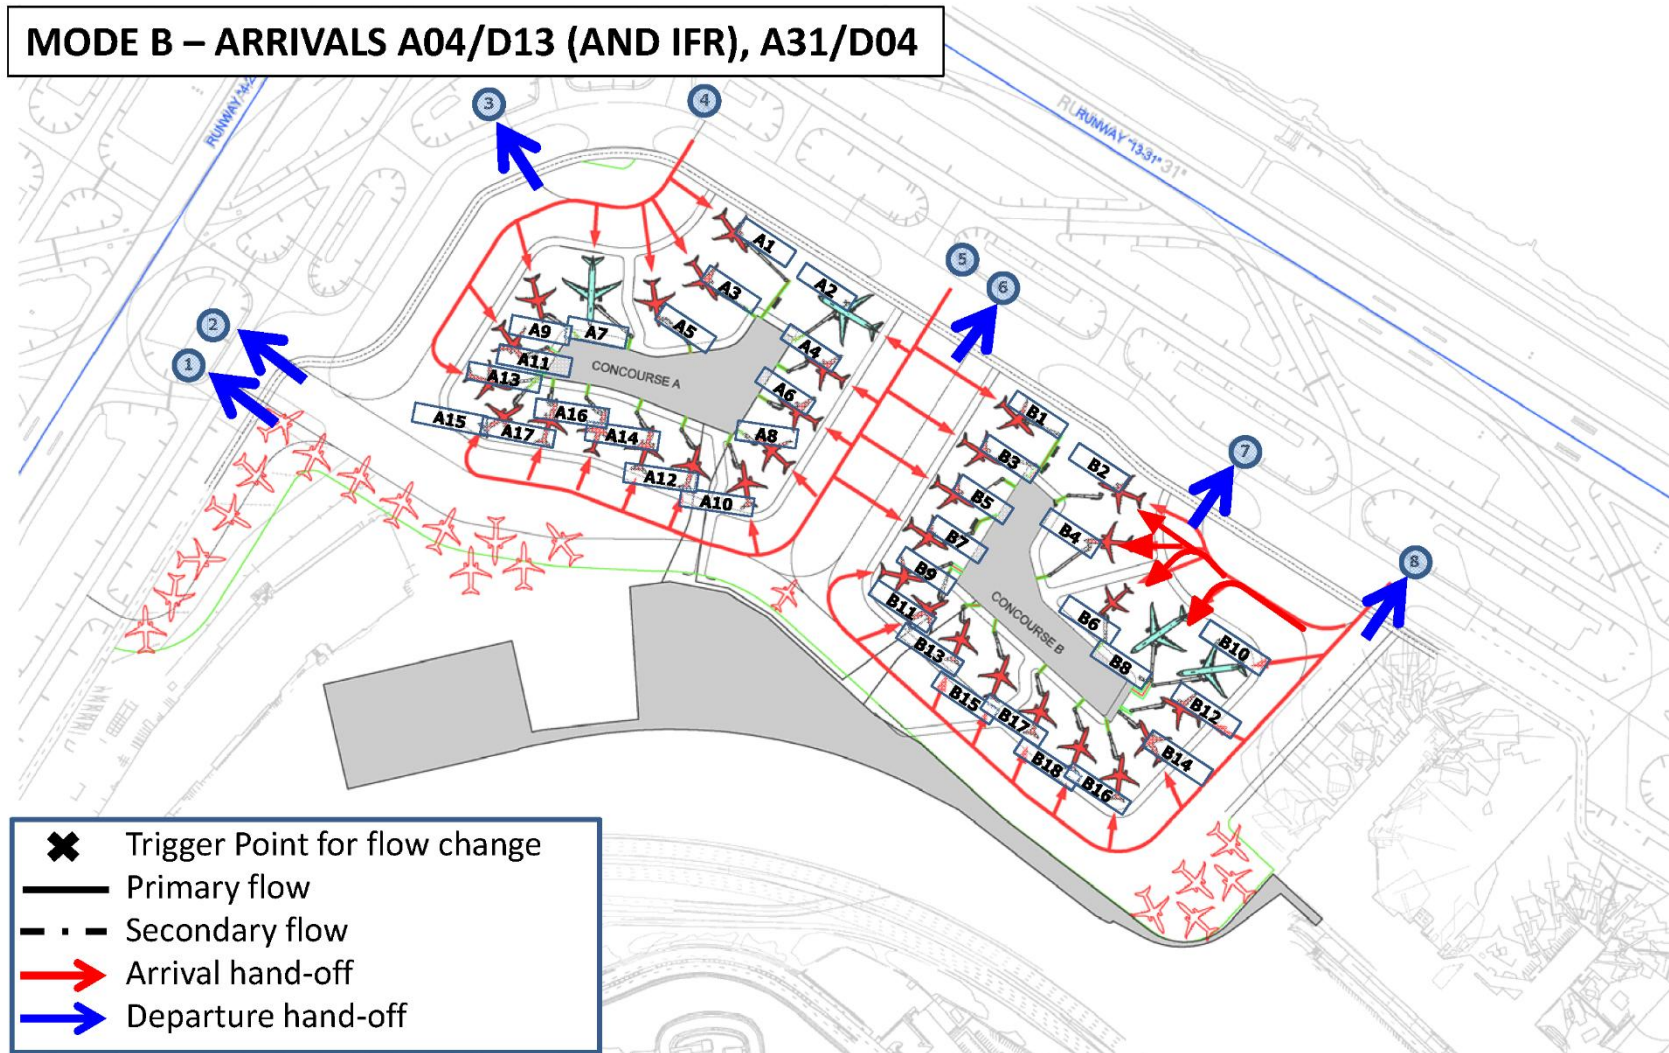 MODE B – ARRIVALS A04/D13 (AND IFR), A31/D04
3
4
RUNWAY "13-31"
5
6
2
1
7
8
A1
A2
A3
A5
A9
A7
A11
A13
A4
A6
A8
A15
A17
A16
A14
A12
A10
CONCOURSE A
B1
B2
B3
B4
B5
B7
B9
B6
B11
B10
B13
B8
B12
B15
B17
B14
B18
B16
CONCOURSE B
Trigger Point for flow change
Primary flow
Secondary flow
Arrival hand-off
Departure hand-off